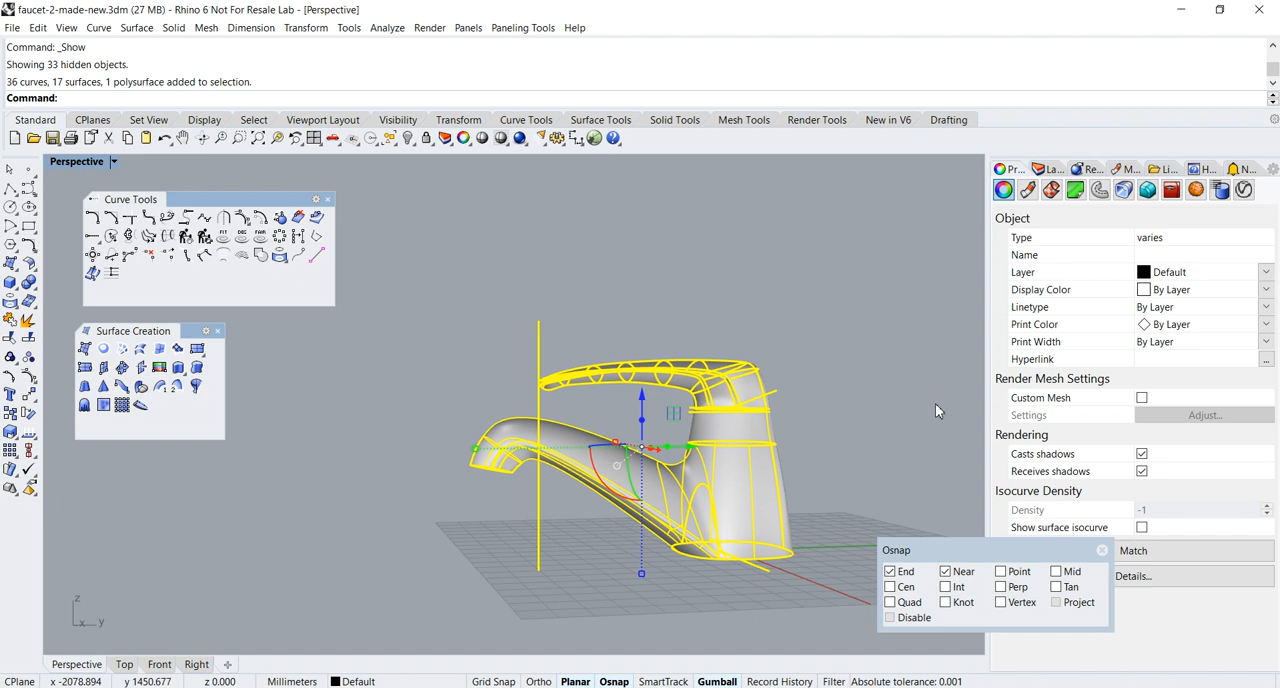 faucet-2-made-new.3dm (27 MB) - Rhino 6 Not For Resale Lab - [Perspective]
File Edit View Curve Surface Solid Mesh Dimension Transform Tools Analyze Render Panels Paneling Tools Help
Command: _Show
Showing 33 hidden objects.
36 curves, 17 surfaces, 1 polysurface added to selection.
Command:
Standard CPlanes Set View Display Select Viewport Layout Visibility Transform Curve Tools Surface Tools Solid Tools Mesh Tools Render Tools New in V6 Drafting
Perspective
Pr... La... Re... M... Li... H... N...
Curve Tools
Surface Creation
Object
Type varies
Name
Layer Default
Display Color By Layer
Linetype By Layer
Print Color By Layer
Print Width By Layer
Hyperlink ...
Render Mesh Settings
Custom Mesh
Settings Adjust...
Rendering
Casts shadows
Receives shadows
Isocurve Density
Density -1
Show surface isocurve
Match
Details...
Osnap
End Near Point Mid
Cen Int Perp Tan
Quad Knot Vertex Project
Disable
z
x y
Perspective Top Front Right
CPlane x -2078.894 y 1450.677 z 0.000 Millimeters Default Grid Snap Ortho Planar Osnap SmartTrack Gumball Record History Filter Absolute tolerance: 0.001